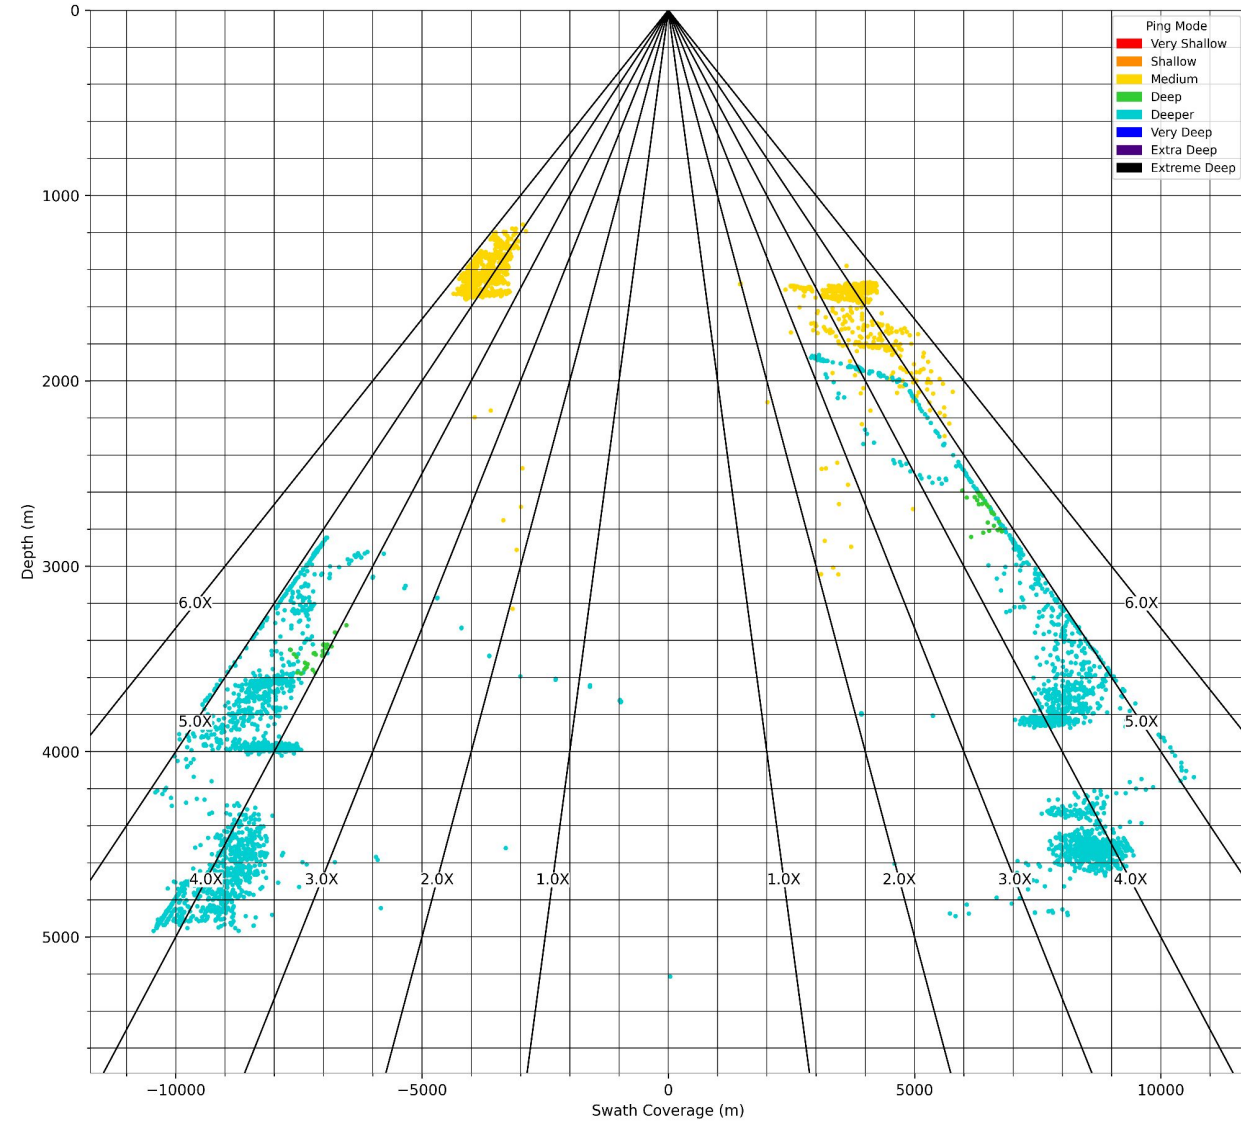 0
Ping Mode
Very Shallow
Shallow
Medium
Deep
Deeper
Very Deep
Extra Deep
Extreme Deep
1000
2000
Depth (m)
3000
6.0X
6.0X
5.0X
5.0X
4000
4.0X
3.0X
2.0X
1.0X
1.0X
2.0X
3.0X
4.0X
5000
−10000
−5000
0
5000
10000
Swath Coverage (m)